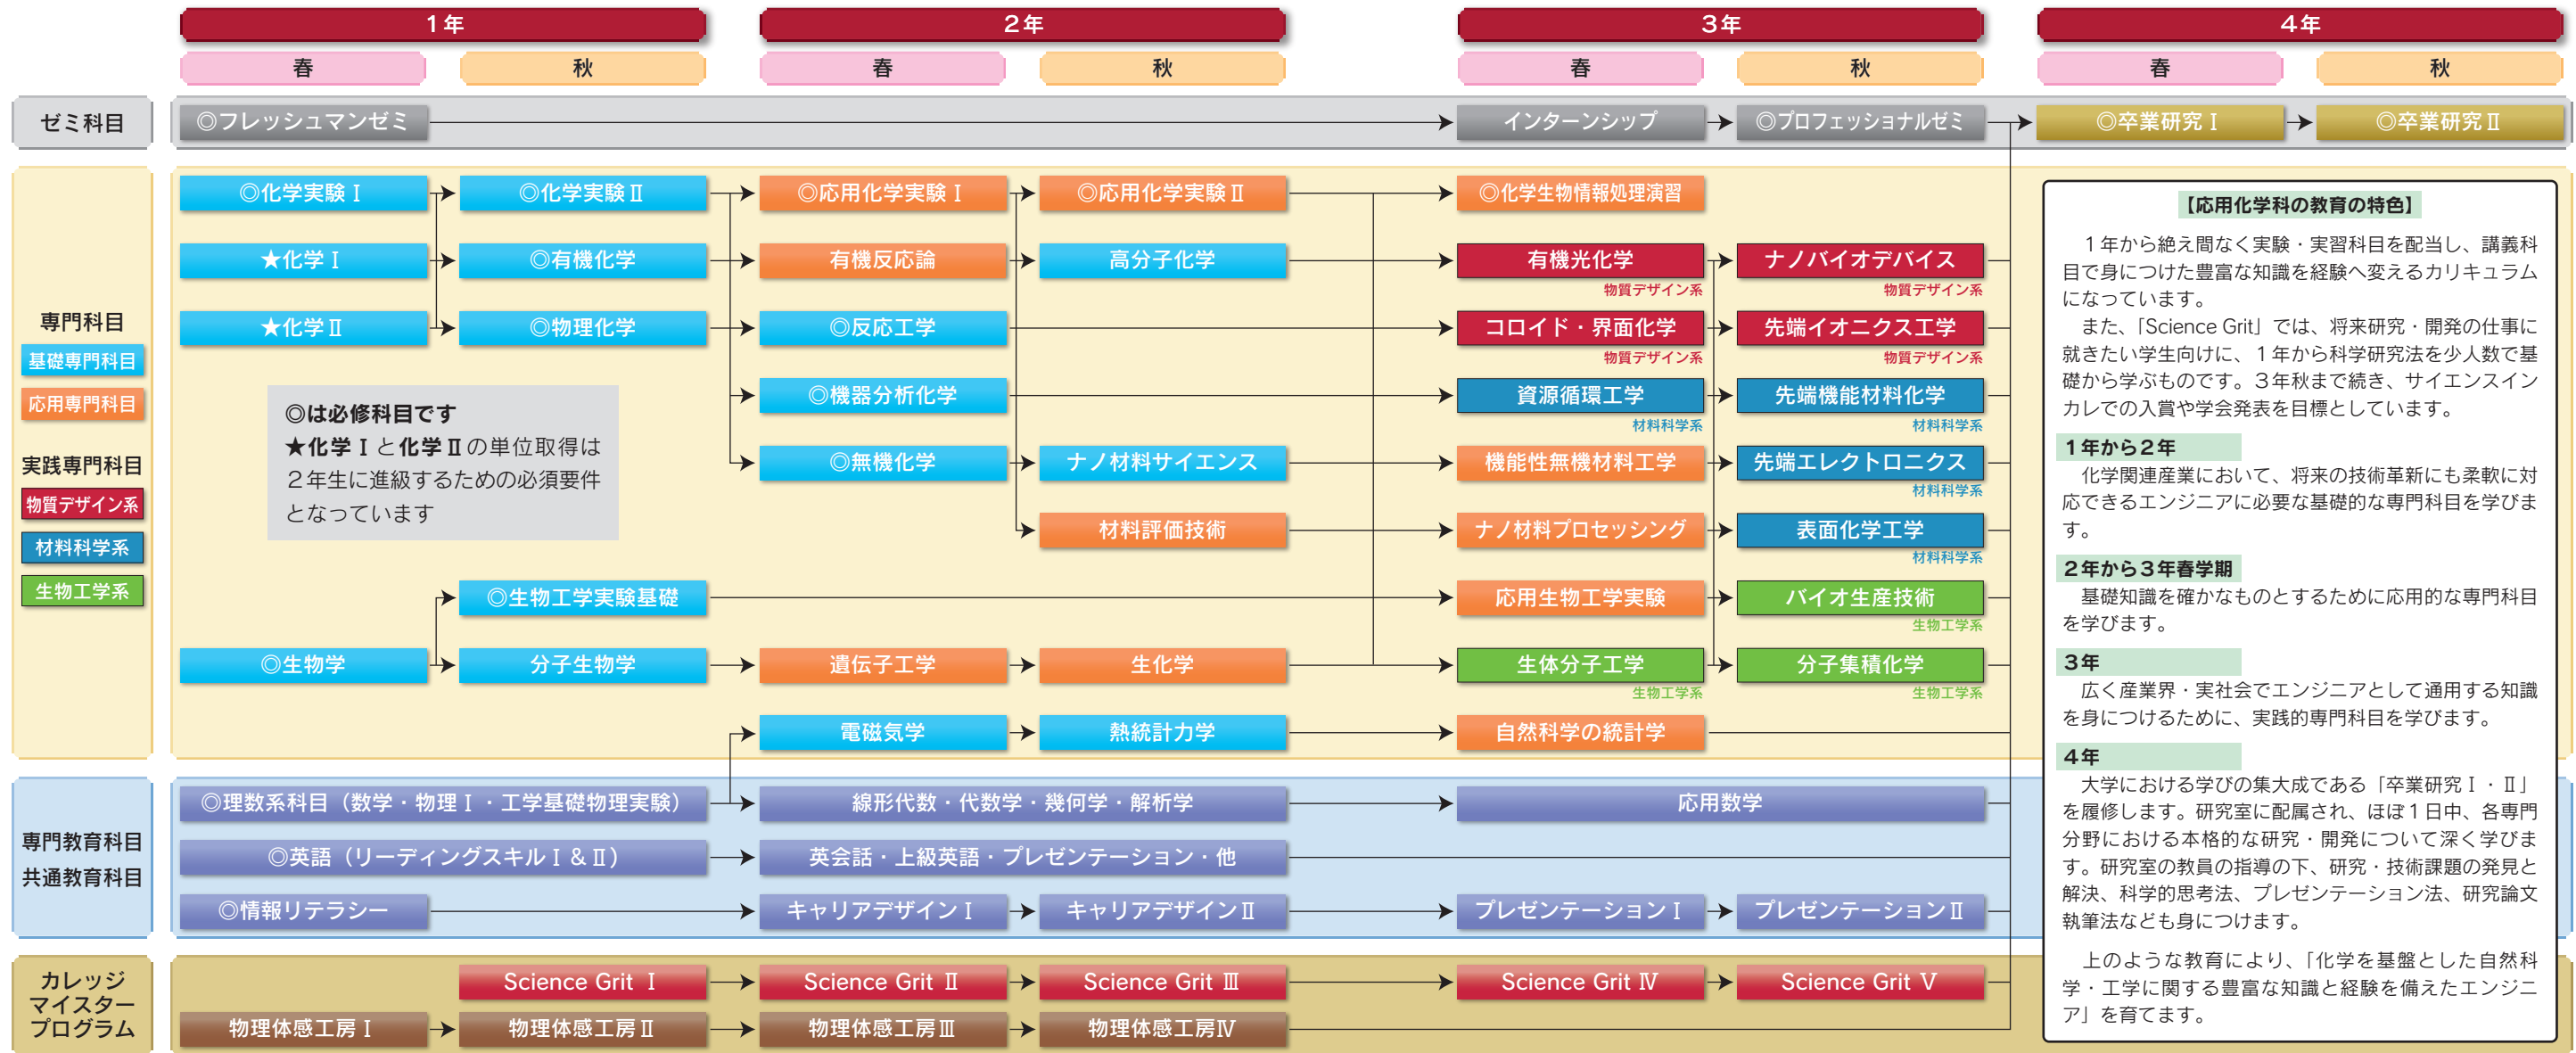 1年
2年
3年
4年
春
秋
春
秋
春
秋
春
秋
ゼミ科目
◎フレッシュマンゼミ
インターンシップ
◎プロフェッショナルゼミ
◎卒業研究Ⅰ
◎卒業研究Ⅱ
専門科目
基礎専門科目
応用専門科目
実践専門科目
物質デザイン系
材料科学系
生物工学系
◎化学実験Ⅰ
◎化学実験Ⅱ
◎応用化学実験Ⅰ
◎応用化学実験Ⅱ
◎化学生物情報処理演習
★化学Ⅰ
◎有機化学
有機反応論
高分子化学
有機光化学
物質デザイン系
ナノバイオデバイス
物質デザイン系
★化学Ⅱ
◎物理化学
◎反応工学
コロイド・界面化学
物質デザイン系
先端イオニクス工学
物質デザイン系
◎機器分析化学
資源循環工学
材料科学系
先端機能材料化学
材料科学系
◎は必修科目です
★化学Ⅰと化学Ⅱの単位取得は
2年生に進級するための必須要件
となっています
◎無機化学
ナノ材料サイエンス
機能性無機材料工学
先端エレクトロニクス
材料科学系
材料評価技術
ナノ材料プロセッシング
表面化学工学
材料科学系
◎生物工学実験基礎
応用生物工学実験
バイオ生産技術
生物工学系
◎生物学
分子生物学
遺伝子工学
生化学
生体分子工学
生物工学系
分子集積化学
生物工学系
電磁気学
熱統計力学
自然科学の統計学
専門教育科目
共通教育科目
◎理数系科目（数学・物理Ⅰ・工学基礎物理実験）
線形代数・代数学・幾何学・解析学
応用数学
◎英語（リーディングスキルⅠ＆Ⅱ）
英会話・上級英語・プレゼンテーション・他
◎情報リテラシー
キャリアデザインⅠ
キャリアデザインⅡ
プレゼンテーションⅠ
プレゼンテーションⅡ
カレッジ
マイスター
プログラム
Science Grit Ⅰ
Science Grit Ⅱ
Science Grit Ⅲ
Science Grit Ⅳ
Science Grit Ⅴ
物理体感工房Ⅰ
物理体感工房Ⅱ
物理体感工房Ⅲ
物理体感工房Ⅳ
【応用化学科の教育の特色】
1年から絶え間なく実験・実習科目を配当し、講義科
目で身につけた豊富な知識を経験へ変えるカリキュラム
になっています。
また、「Science Grit」では、将来研究・開発の仕事に
就きたい学生向けに、1年から科学研究法を少人数で基
礎から学ぶものです。3年秋まで続き、サイエンスイン
カレでの入賞や学会発表を目標としています。
1年から2年
化学関連産業において、将来の技術革新にも柔軟に対
応できるエンジニアに必要な基礎的な専門科目を学びま
す。
2年から3年春学期
基礎知識を確かなものとするために応用的な専門科目
を学びます。
3年
広く産業界・実社会でエンジニアとして通用する知識
を身につけるために、実践的専門科目を学びます。
4年
大学における学びの集大成である「卒業研究Ⅰ・Ⅱ」
を履修します。研究室に配属され、ほぼ1日中、各専門
分野における本格的な研究・開発について深く学びま
す。研究室の教員の指導の下、研究・技術課題の発見と
解決、科学的思考法、プレゼンテーション法、研究論文
執筆法なども身につけます。
上のような教育により、「化学を基盤とした自然科
学・工学に関する豊富な知識と経験を備えたエンジニ
ア」を育てます。